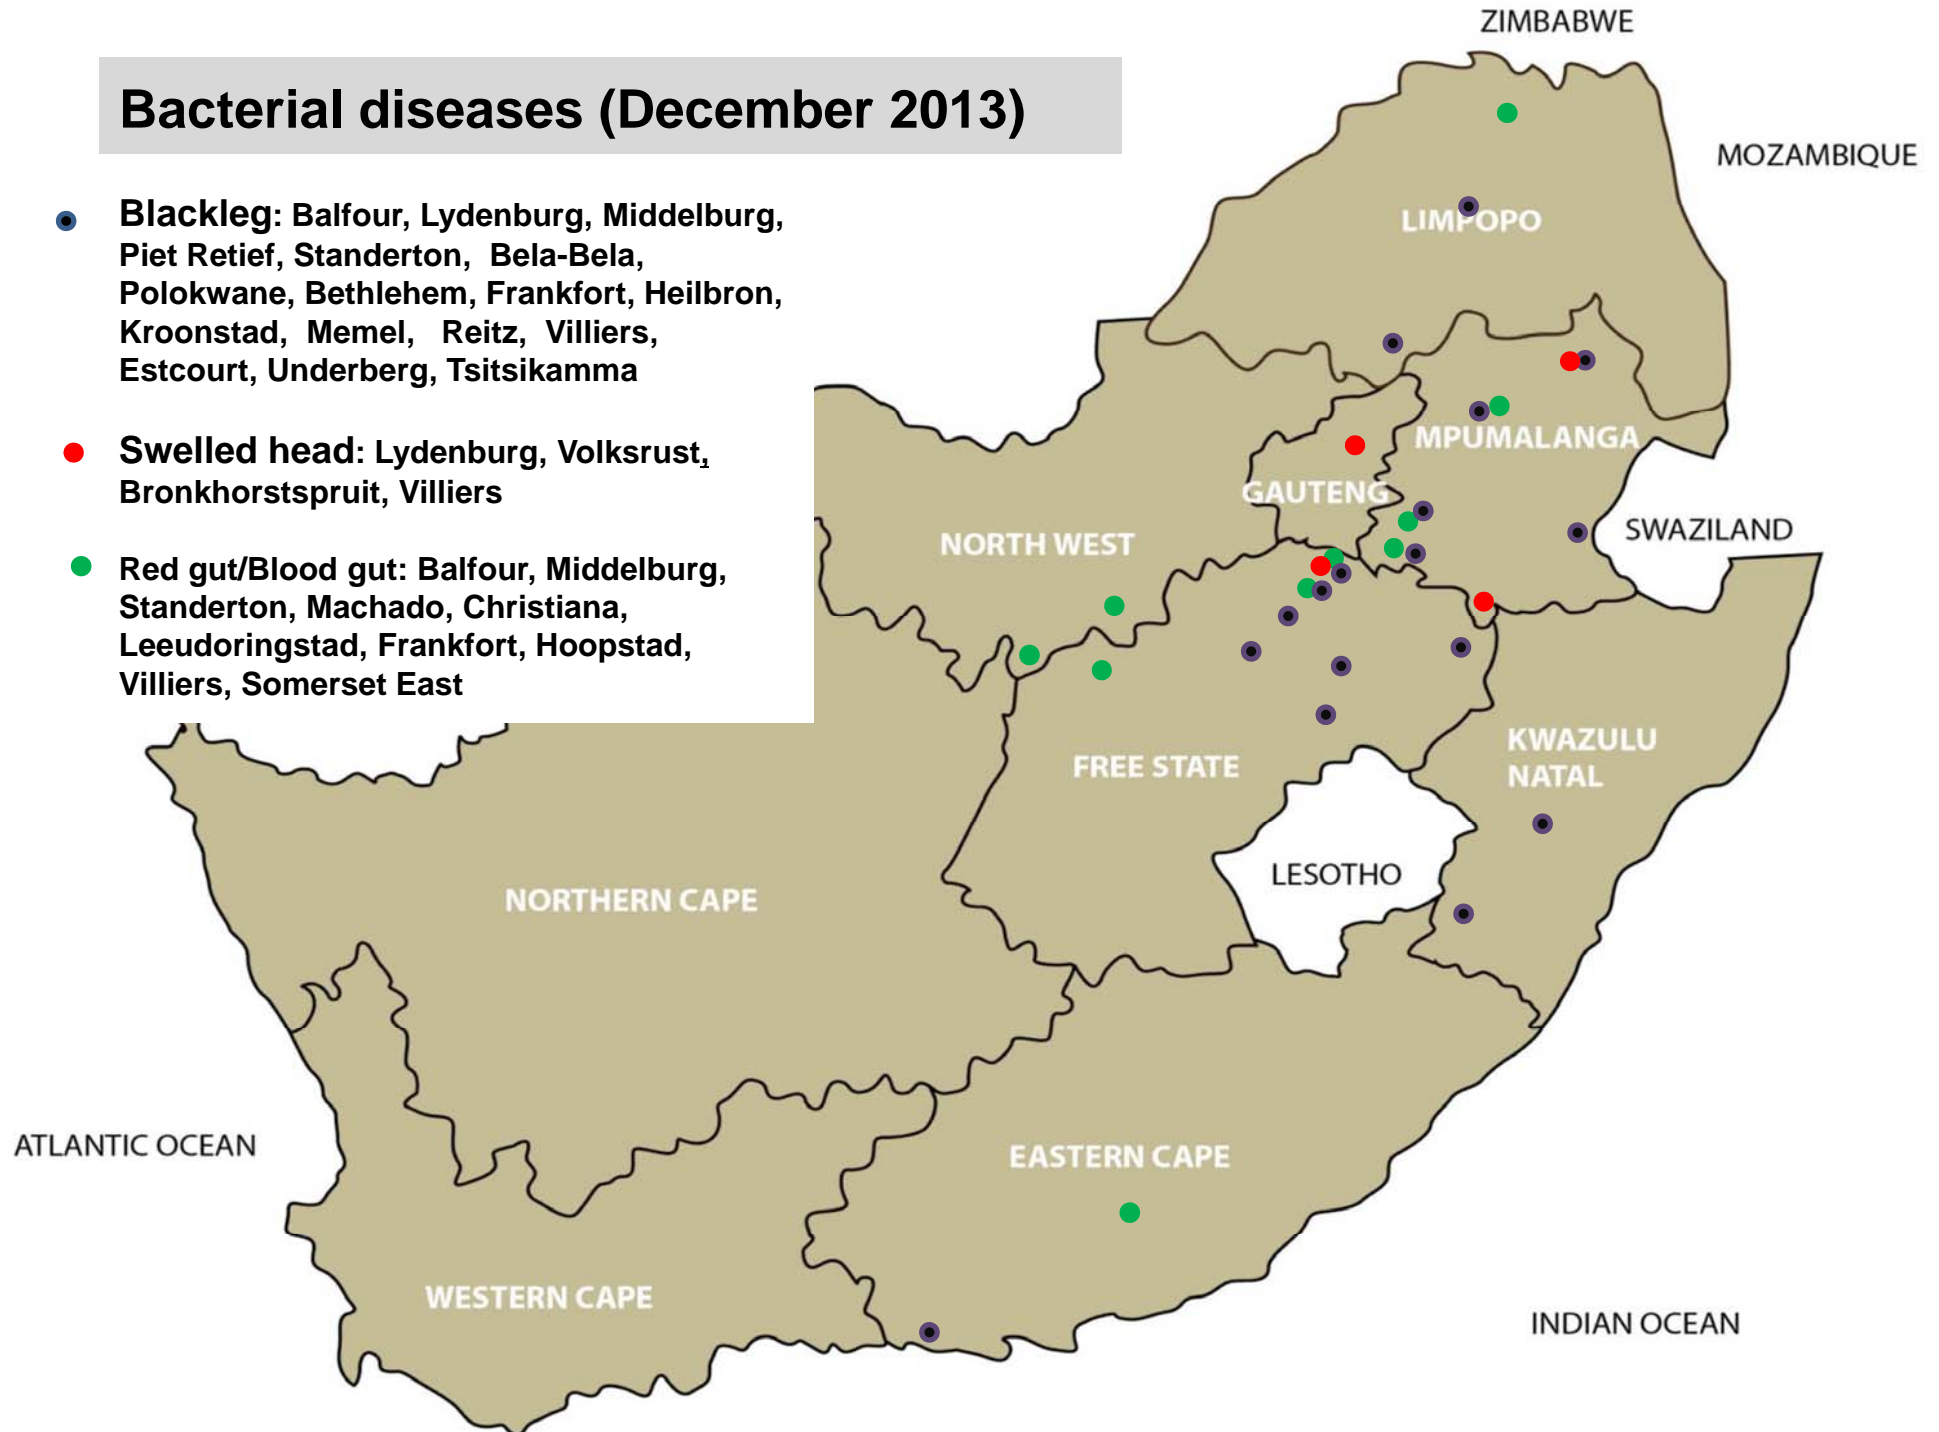 ZIMBABWE
Bacterial diseases (December 2013)
MOZAMBIQUE
Blackleg: Balfour, Lydenburg, Middelburg,
Piet Retief, Standerton, Bela-Bela,
Polokwane, Bethlehem, Frankfort, Heilbron,
Kroonstad, Memel, Reitz, Villiers,
Estcourt, Underberg, Tsitsikamma
Swelled head: Lydenburg, Volksrust,
Bronkhorstspruit, Villiers
Red gut/Blood gut: Balfour, Middelburg,
Standerton, Machado, Christiana,
Leeudoringstad, Frankfort, Hoopstad,
Villiers, Somerset East
LIMPOPO
MPUMALANGA
GAUTENG
SWAZILAND
NORTH WEST
KWAZULU
NATAL
FREE STATE
LESOTHO
NORTHERN CAPE
ATLANTIC OCEAN
EASTERN CAPE
WESTERN CAPE
INDIAN OCEAN